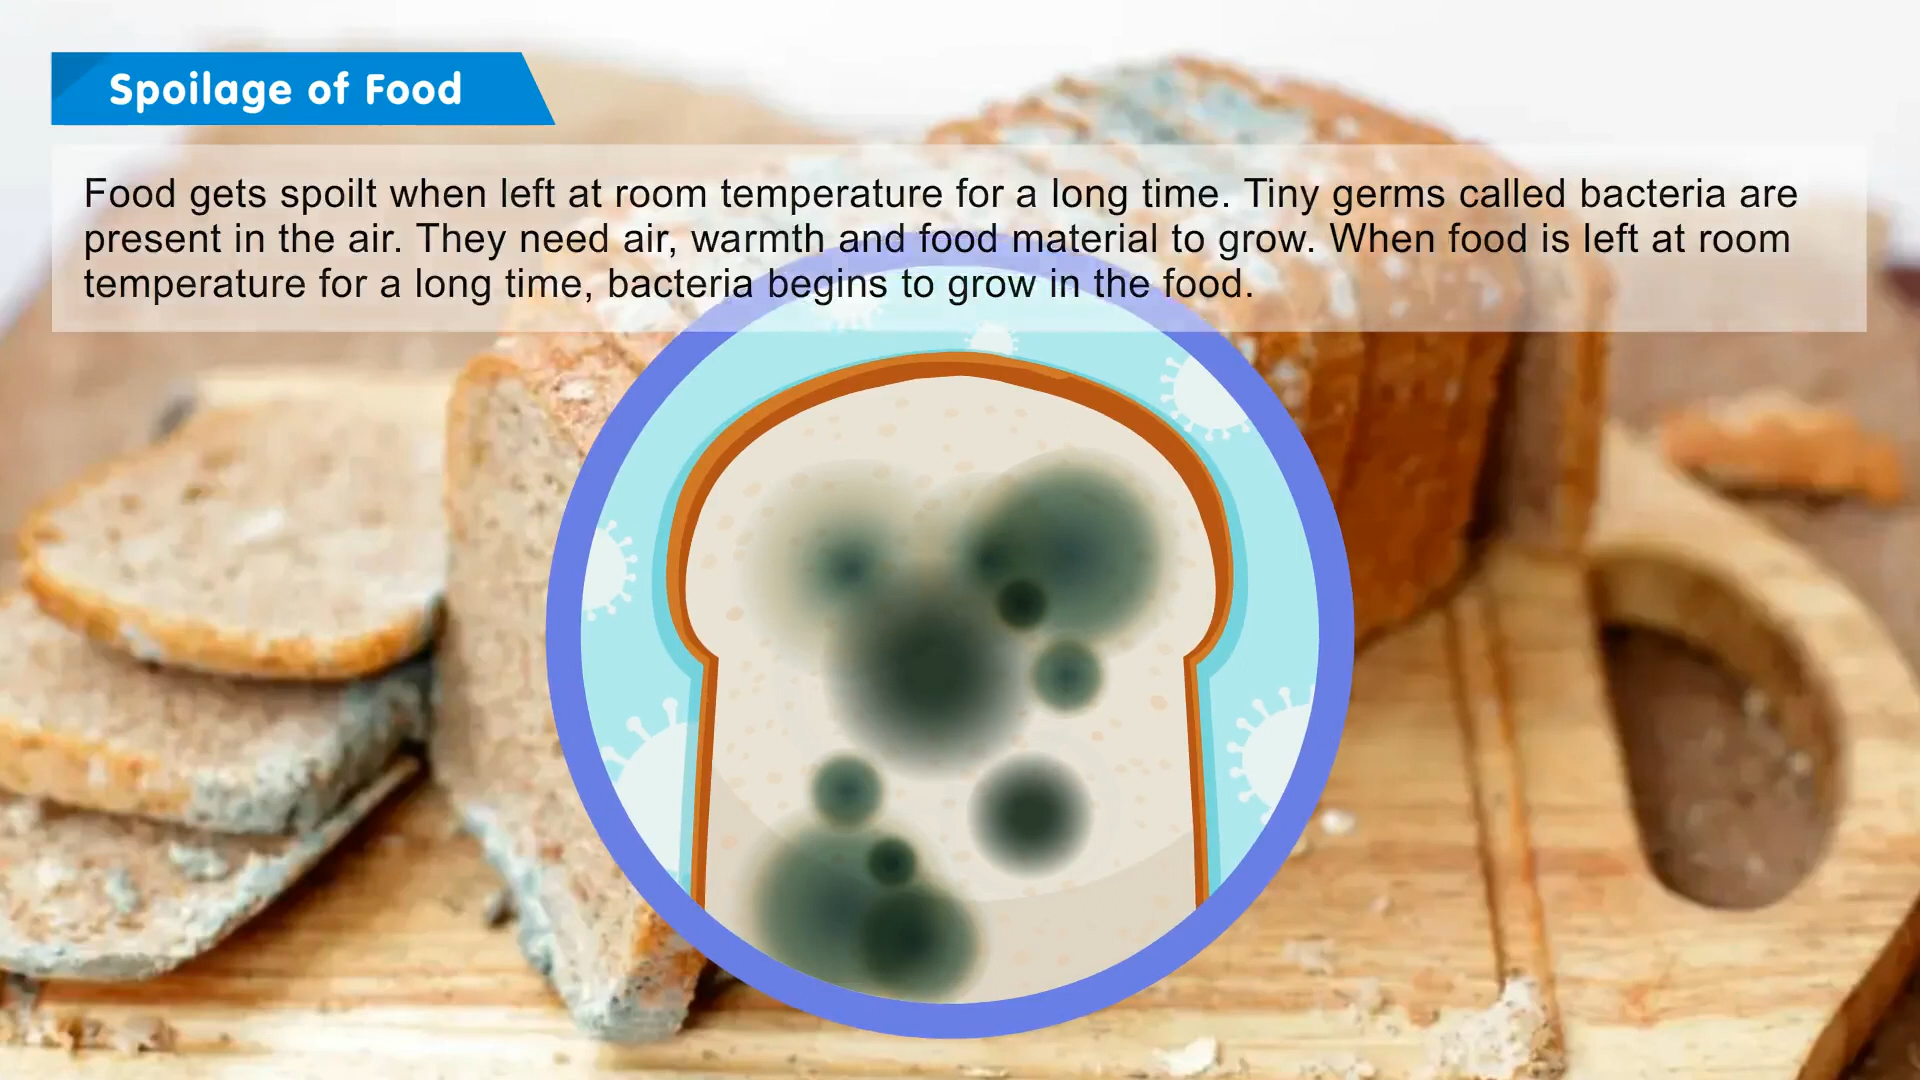 Spoilage of Food
Food gets spoilt when left at room temperature for a long time. Tiny germs called bacteria are
present in the air. They need air, warmth and food material to grow. When food is left at room
temperature for a long time, bacteria begins to grow in the food.